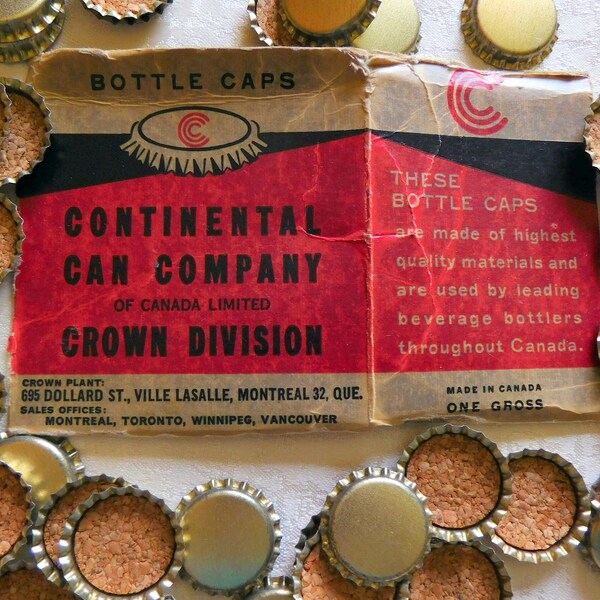 BOTTLE CAPS
CONTINENTAL
CAN COMPANY
OF CANADA LIMITED
CROWN DIVISION
CROWN PLANT:
695 DOLLARD ST., VILLE LASALLE, MONTREAL 32, QUE.
SALES OFFICES:
MONTREAL, TORONTO, WINNIPEG, VANCOUVER
THESE
BOTTLE CAPS
are made of highest
quality materials and
are used by leading
beverage bottlers
throughout Canada.
MADE IN CANADA
ONE GROSS